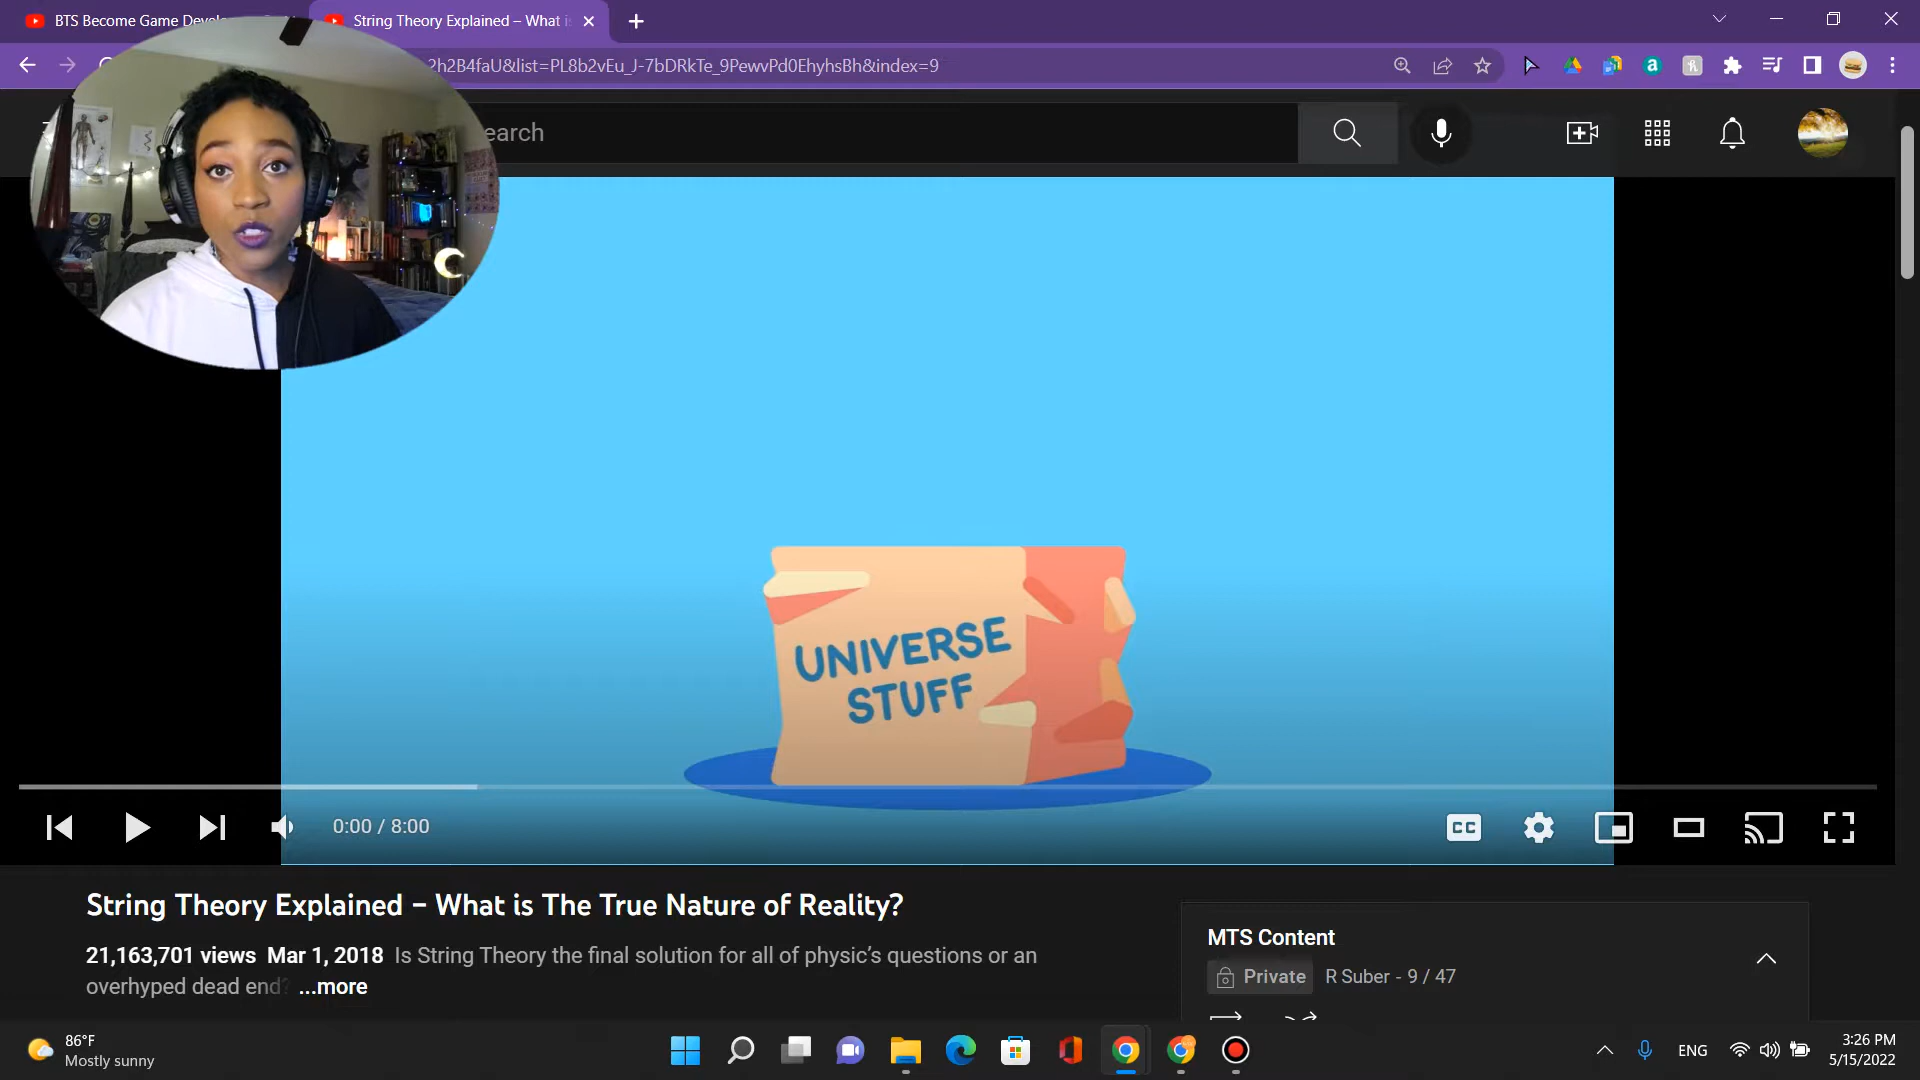 BTS Become Game Develo
String Theory Explained – What i
2h2B4faU&list=PL8b2vEu_J-7bDRkTe_9PewvPd0EhyhsBh&index=9
earch
UNIVERSE
STUFF
0:00 / 8:00
CC
String Theory Explained – What is The True Nature of Reality?
21,163,701 views Mar 1, 2018 Is String Theory the final solution for all of physic's questions or an
overhyped dead end? ...more
MTS Content
Private R Suber - 9 / 47
86°F
Mostly sunny
ENG
3:26 PM
5/15/2022